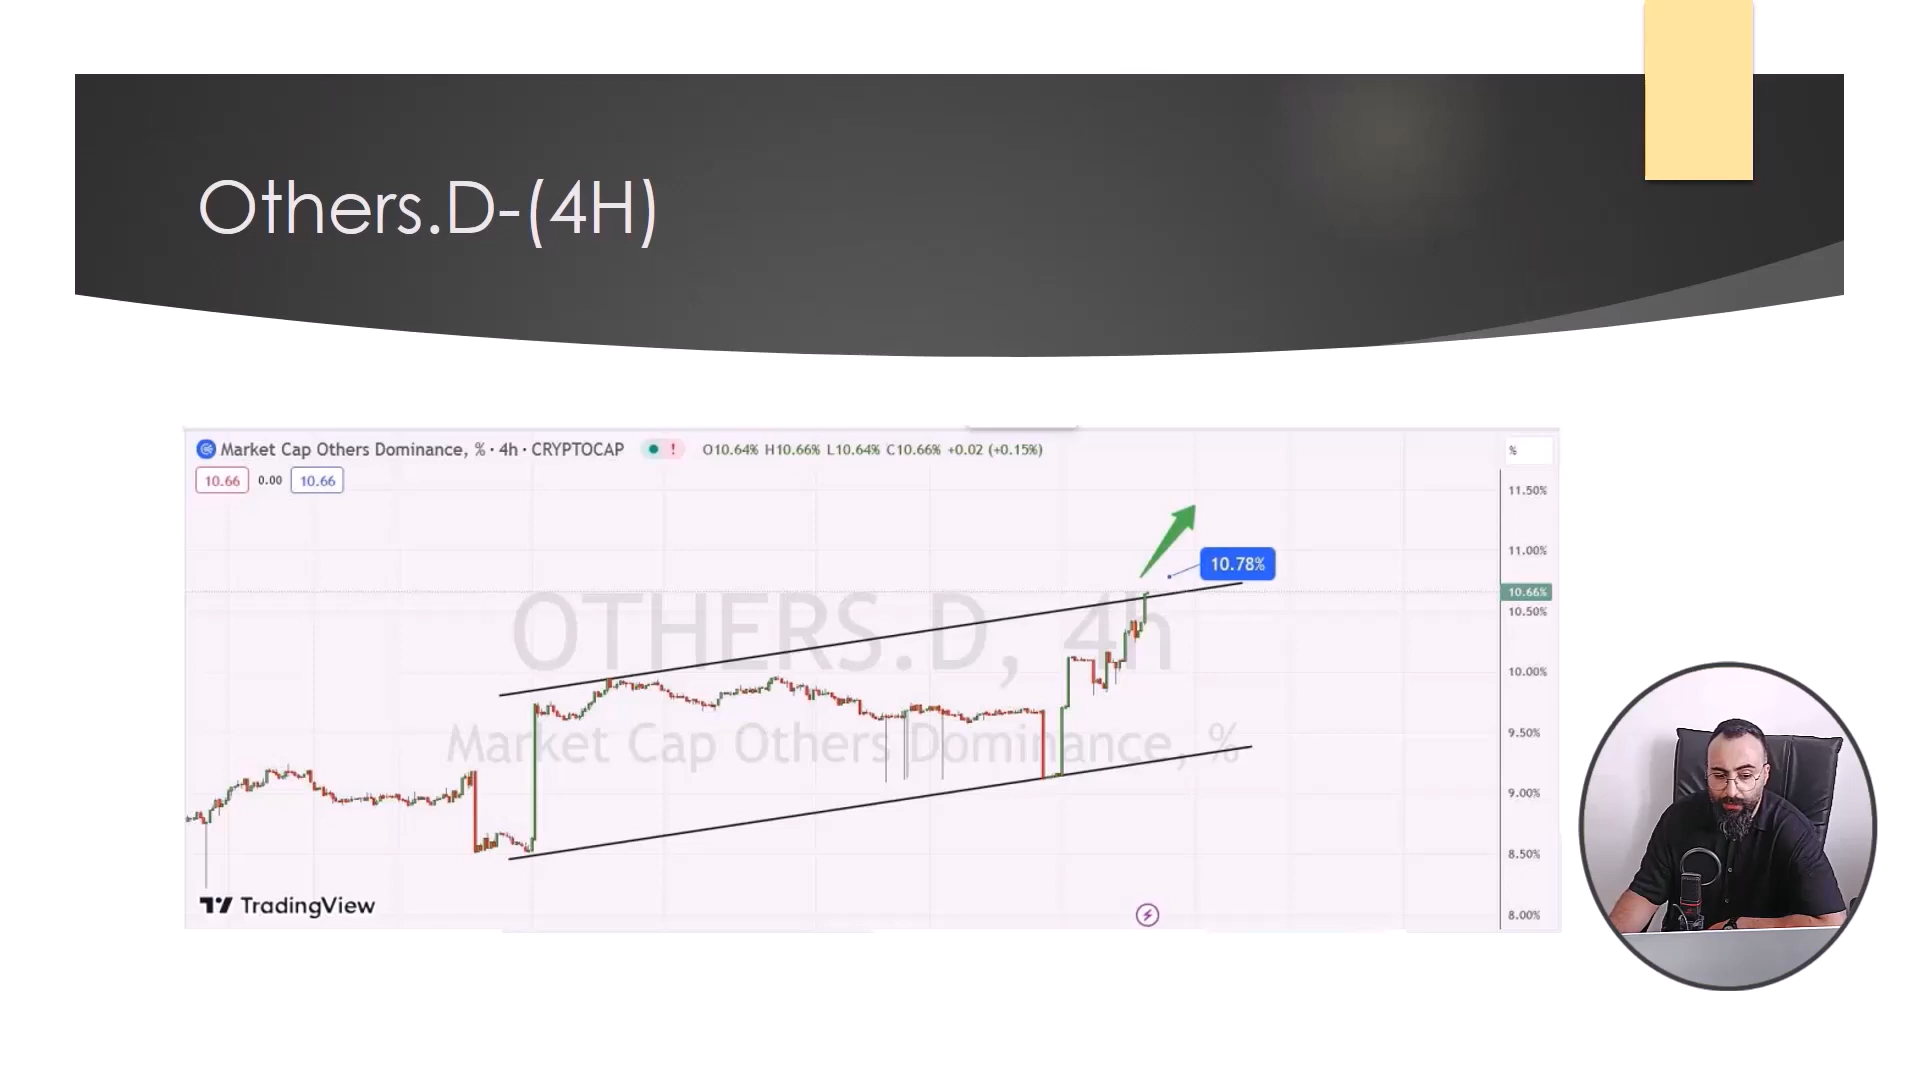 Others.D-(4H)
Market Cap Others Dominance, % · 4h · CRYPTOCAP ! O10.64% H10.66% L10.64% C10.66% +0.02 (+0.15%)
%
10.66 0.00 10.66
11.50%
11.00%
10.78%
10.66%
10.50%
OTHERS.D, 4h
10.00%
9.50%
Market Cap Others Dominance, %
9.00%
8.50%
TradingView
8.00%